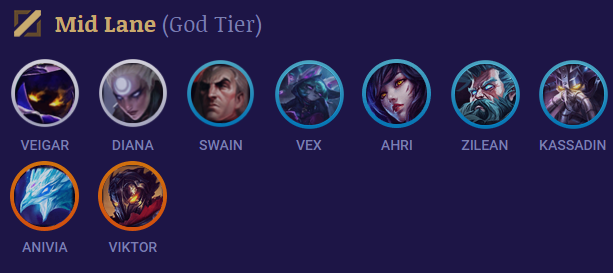 Mid Lane (God Tier)
VEIGAR DIANA SWAIN VEX AHRI ZILEAN KASSADIN
ANIVIA VIKTOR